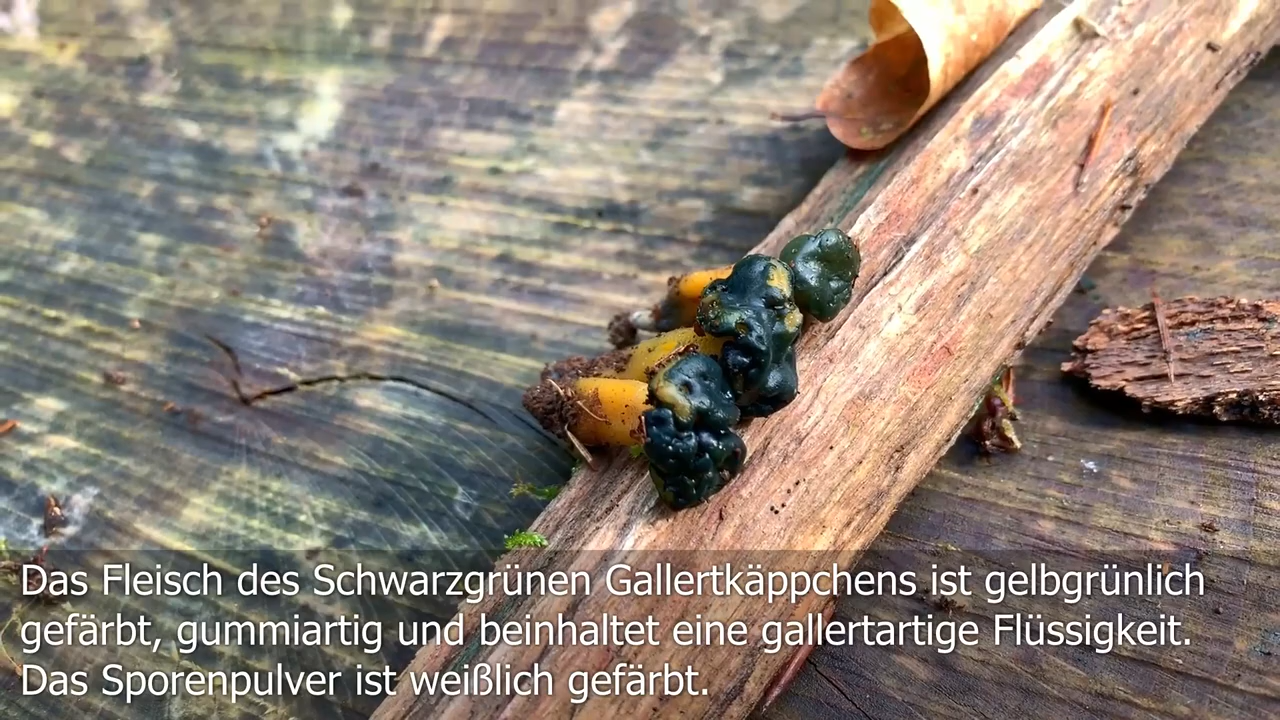 Das Fleisch des Schwarzgrünen Gallertkäppchens ist gelbgrünlich
gefärbt, gummiartig und beinhaltet eine gallertartige Flüssigkeit.
Das Sporenpulver ist weißlich gefärbt.